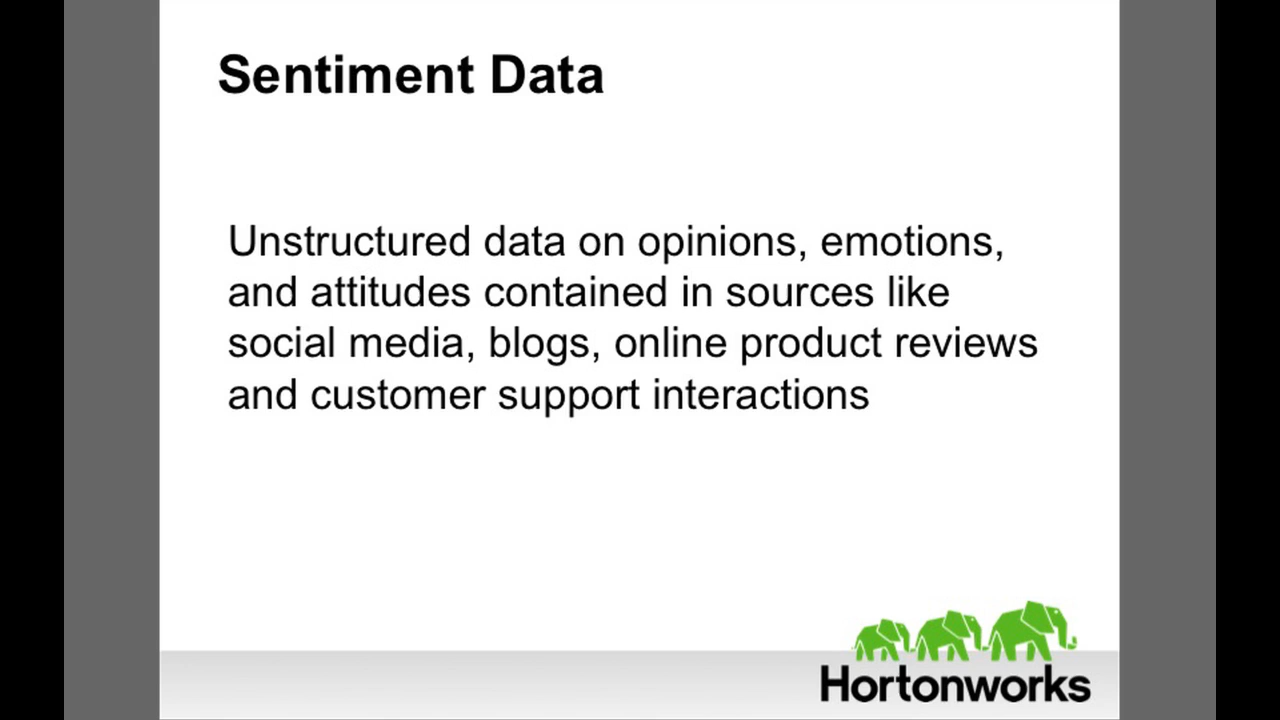 Sentiment Data
Unstructured data on opinions, emotions,
and attitudes contained in sources like
social media, blogs, online product reviews
and customer support interactions
Hortonworks